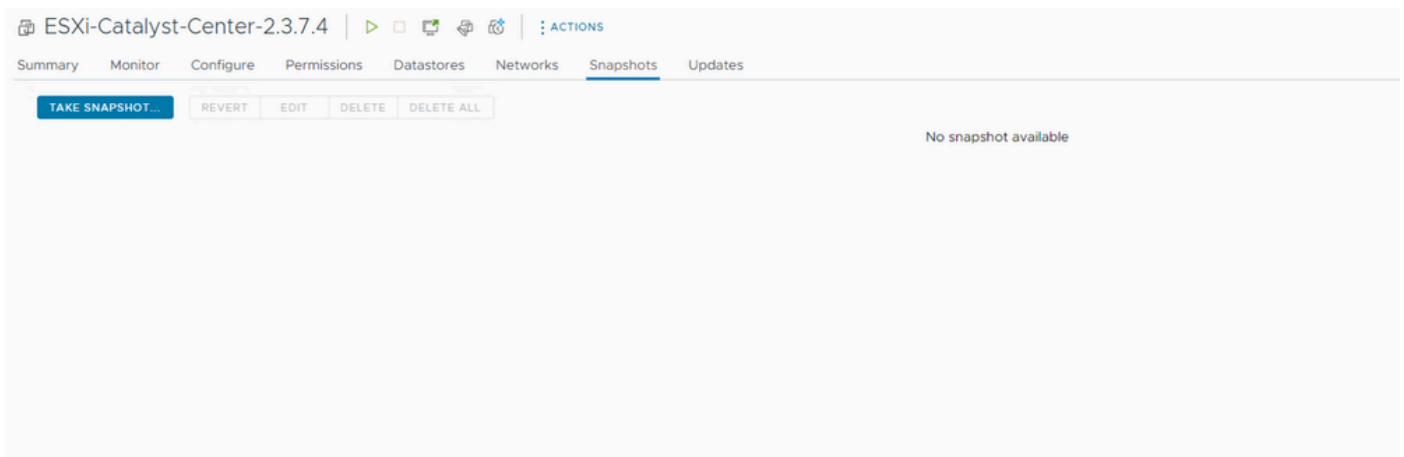 ESXi-Catalyst-Center-2.3.7.4 ACTIONS
Summary Monitor Configure Permissions Datastores Networks Snapshots Updates
TAKE SNAPSHOT... REVERT EDIT DELETE DELETE ALL
No snapshot available